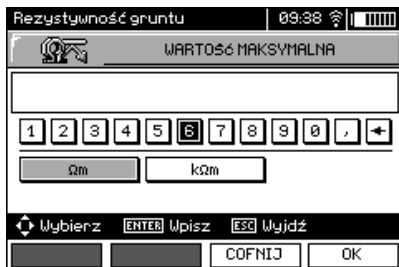 Rezystywność gruntu 09:38
WARTOŚĆ MAKSYMALNA
1 2 3 4 5 6 7 8 9 0 , ←
Ωm kΩm
Wybierz ENTER Wpisz ESC Wyjdź
COFNIJ OK